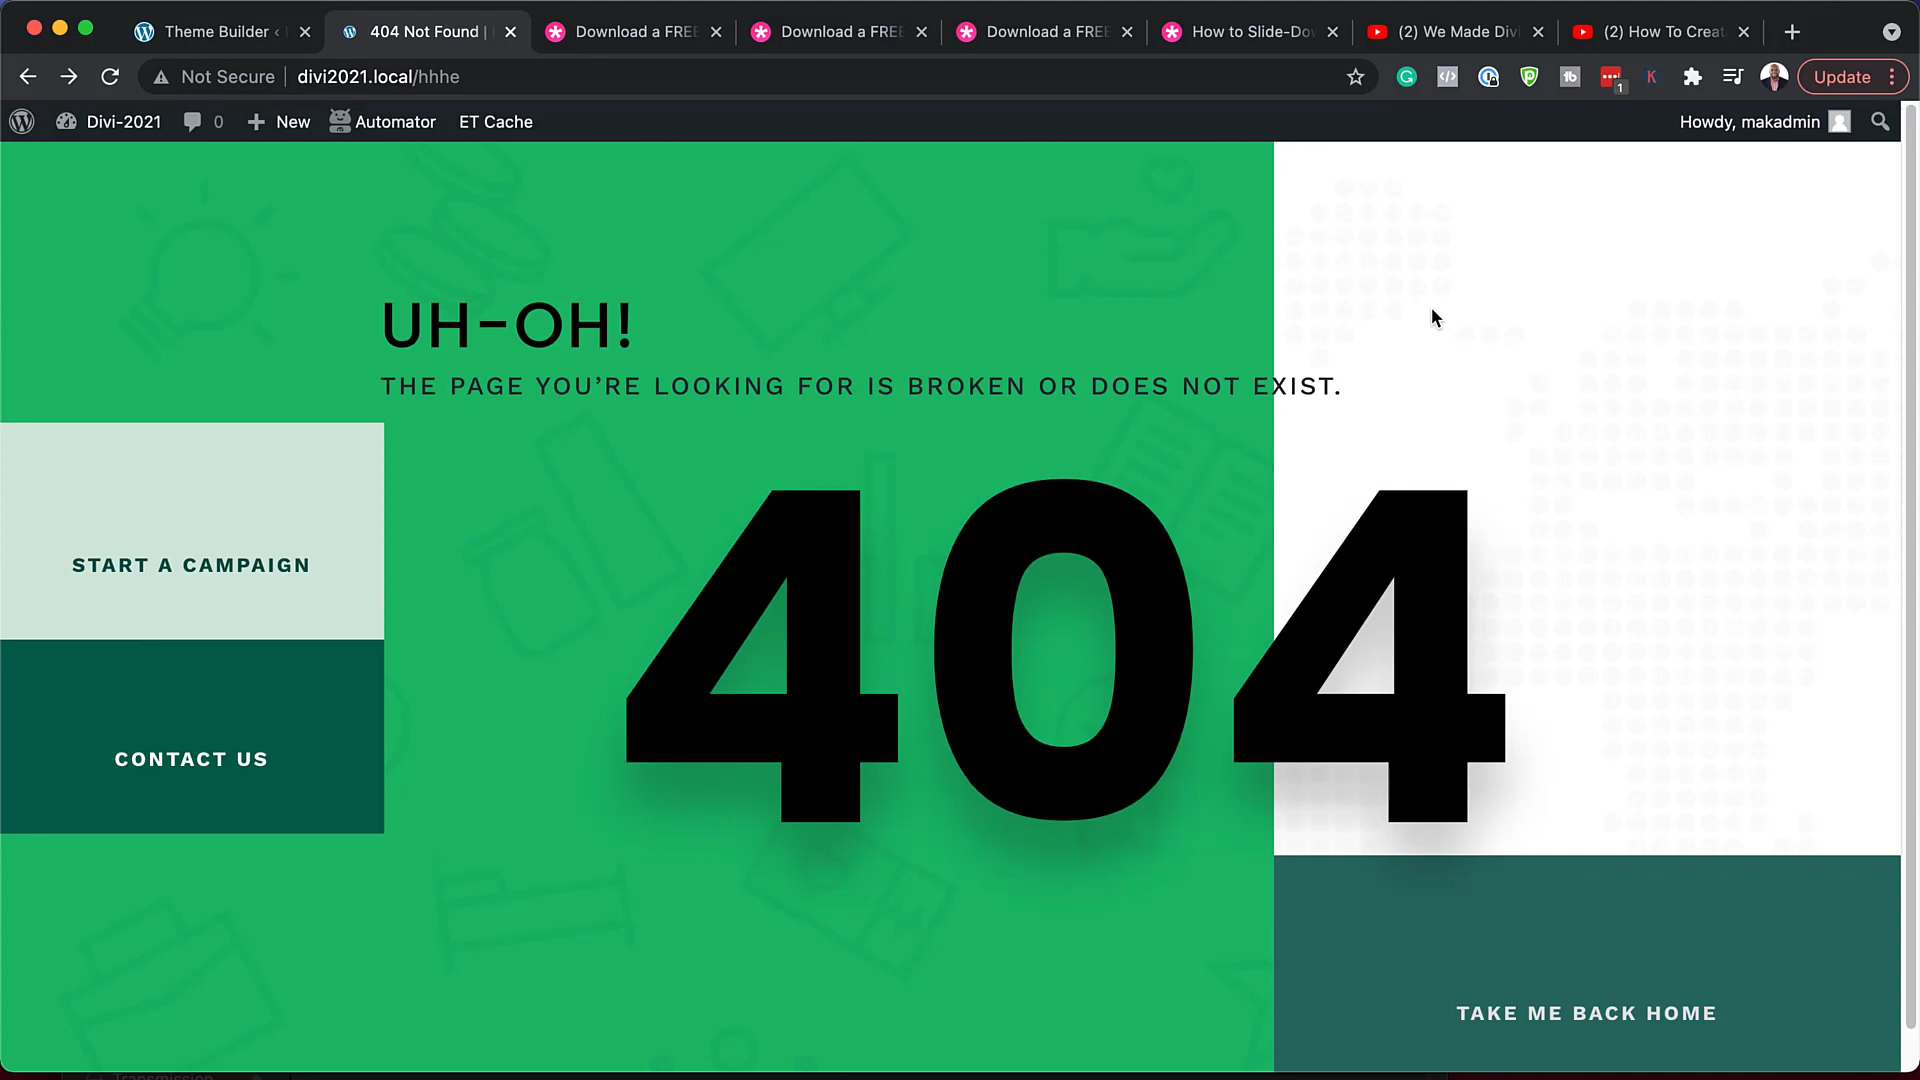 Theme Builder ‹
404 Not Found |
Download a FREE
Download a FREE
Download a FREE
How to Slide-Do
(2) We Made Divi
(2) How To Creat
Not Secure
divi2021.local/hhhe
1
Update
Divi-2021
0
New
Automator
ET Cache
Howdy, makadmin
UH-OH!
THE PAGE YOU’RE LOOKING FOR IS BROKEN OR DOES NOT EXIST.
START A CAMPAIGN
404
CONTACT US
TAKE ME BACK HOME
Transmission